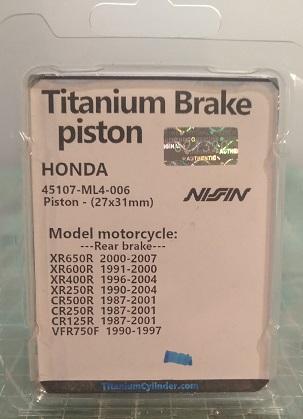 Titanium Brake
piston
AUTHENTIC
HONDA
45107-ML4-006
Piston - (27x31mm)
NISSIN
Model motorcycle:
---Rear brake---
XR650R 2000-2007
XR600R 1991-2000
XR400R 1996-2004
XR250R 1990-2004
CR500R 1987-2001
CR250R 1987-2001
CR125R 1987-2001
VFR750F 1990-1997
TitaniumCylinder.com